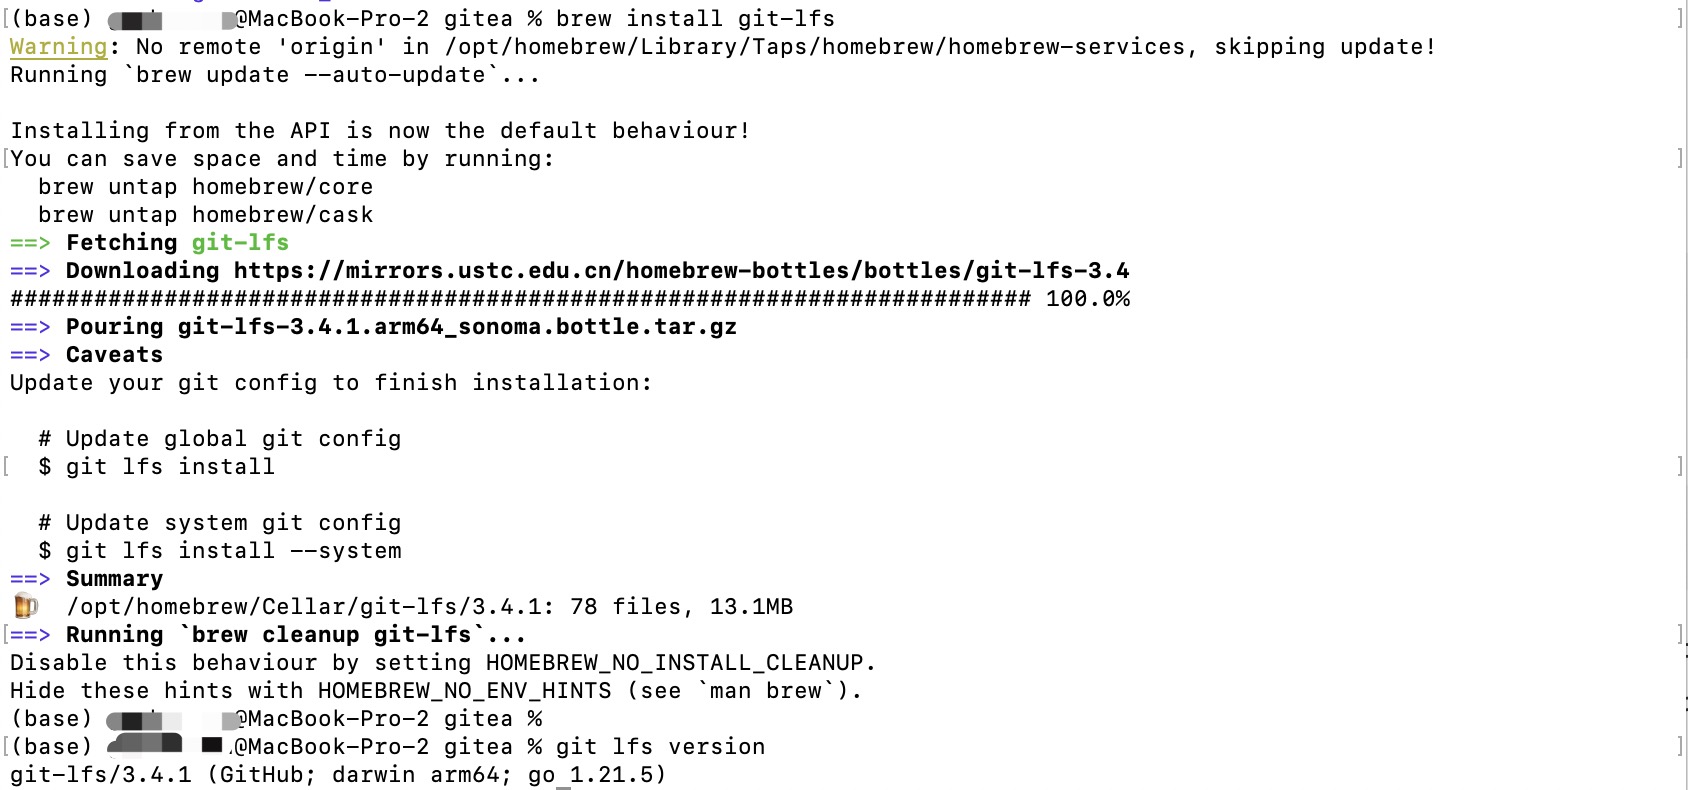 (base) @MacBook-Pro-2 gitea % brew install git-lfs
Warning: No remote 'origin' in /opt/homebrew/Library/Taps/homebrew/homebrew-services, skipping update!
Running `brew update --auto-update`...
Installing from the API is now the default behaviour!
You can save space and time by running:
  brew untap homebrew/core
  brew untap homebrew/cask
==> Fetching git-lfs
==> Downloading https://mirrors.ustc.edu.cn/homebrew-bottles/bottles/git-lfs-3.4
######################################################################### 100.0%
==> Pouring git-lfs-3.4.1.arm64_sonoma.bottle.tar.gz
==> Caveats
Update your git config to finish installation:
  # Update global git config
  $ git lfs install
  # Update system git config
  $ git lfs install --system
==> Summary
🍺  /opt/homebrew/Cellar/git-lfs/3.4.1: 78 files, 13.1MB
==> Running `brew cleanup git-lfs`...
Disable this behaviour by setting HOMEBREW_NO_INSTALL_CLEANUP.
Hide these hints with HOMEBREW_NO_ENV_HINTS (see `man brew`).
(base) @MacBook-Pro-2 gitea %
(base) @MacBook-Pro-2 gitea % git lfs version
git-lfs/3.4.1 (GitHub; darwin arm64; go 1.21.5)